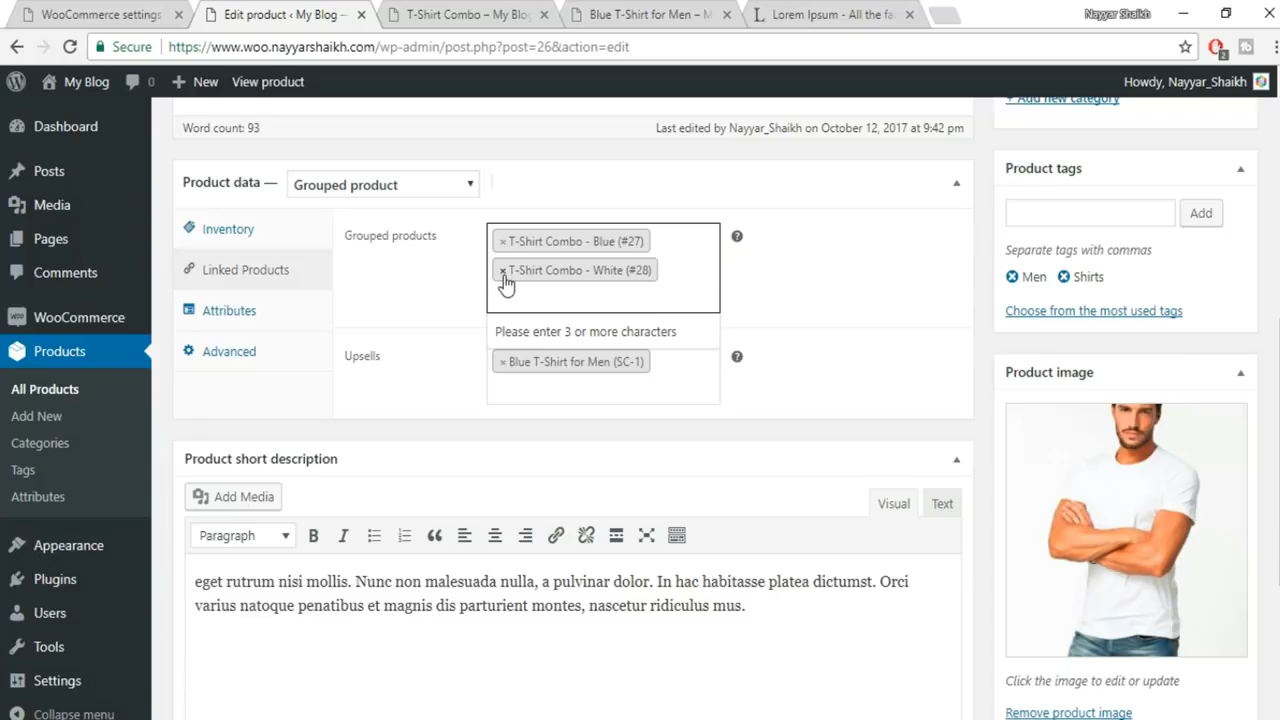 WooCommerce settings
Edit product ‹ My Blog —
T-Shirt Combo – My Blo
Blue T-Shirt for Men – M
Lorem Ipsum - All the fa
Nayyar Shaikh
Secure
https://www.woo.nayyarshaikh.com/wp-admin/post.php?post=26&action=edit
2
My Blog
0
New
View product
Howdy, Nayyar_Shaikh
Dashboard
Posts
Media
Pages
Comments
WooCommerce
Products
All Products
Add New
Categories
Tags
Attributes
Appearance
Plugins
Users
Tools
Settings
Collapse menu
Word count: 93
Last edited by Nayyar_Shaikh on October 12, 2017 at 9:42 pm
Product data —
Grouped product
Inventory
Linked Products
Attributes
Advanced
Grouped products
× T-Shirt Combo - Blue (#27)
× T-Shirt Combo - White (#28)
Please enter 3 or more characters
Upsells
× Blue T-Shirt for Men (SC-1)
Product short description
Add Media
Visual
Text
Paragraph
eget rutrum nisi mollis. Nunc non malesuada nulla, a pulvinar dolor. In hac habitasse platea dictumst. Orci
varius natoque penatibus et magnis dis parturient montes, nascetur ridiculus mus.
+ Add new category
Product tags
Add
Separate tags with commas
Men
Shirts
Choose from the most used tags
Product image
Click the image to edit or update
Remove product image